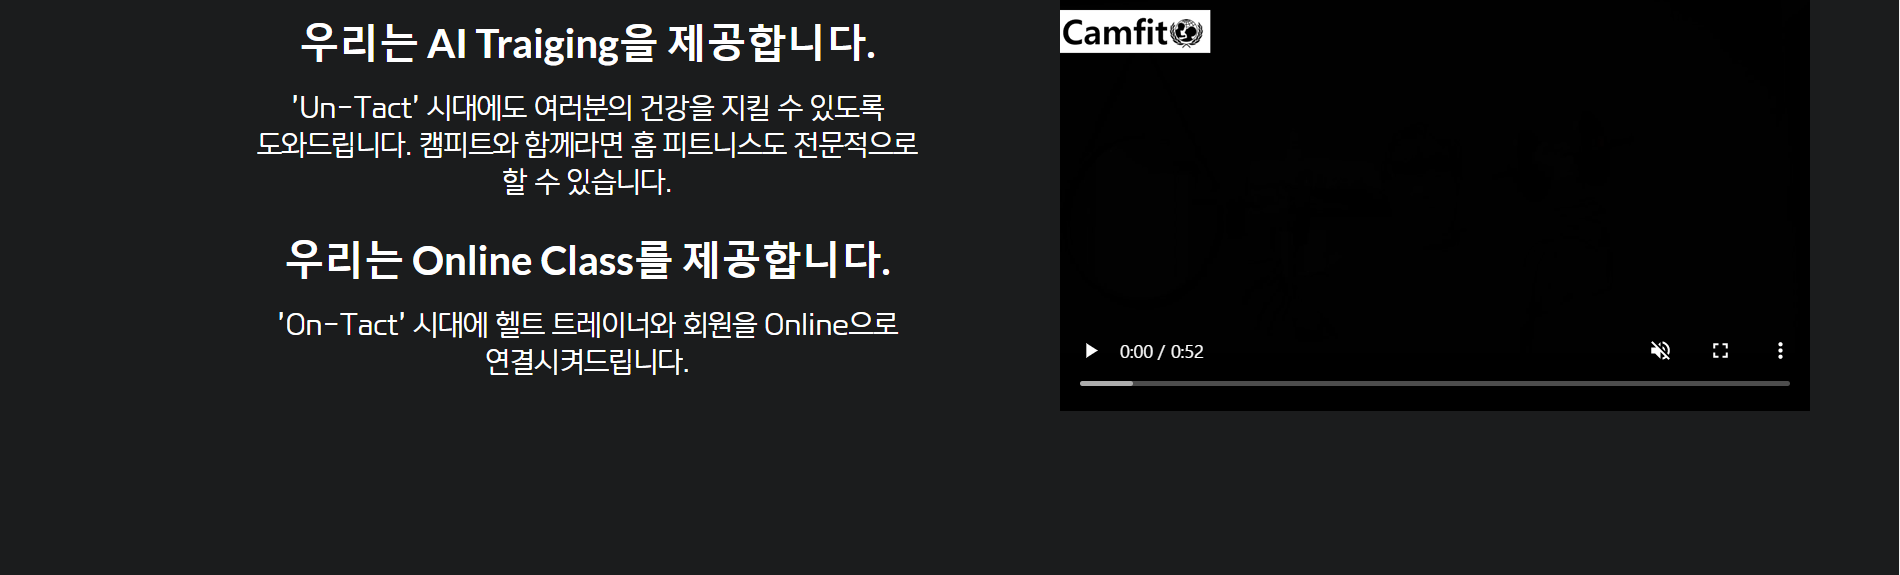 우리는 AI Traiging을 제공합니다.
'Un-Tact' 시대에도 여러분의 건강을 지킬 수 있도록
도와드립니다. 캠피트와 함께라면 홈 피트니스도 전문적으로
할 수 있습니다.
우리는 Online Class를 제공합니다.
'On-Tact' 시대에 헬트 트레이너와 회원을 Online으로
연결시켜드립니다.
Camfit
0:00 / 0:52